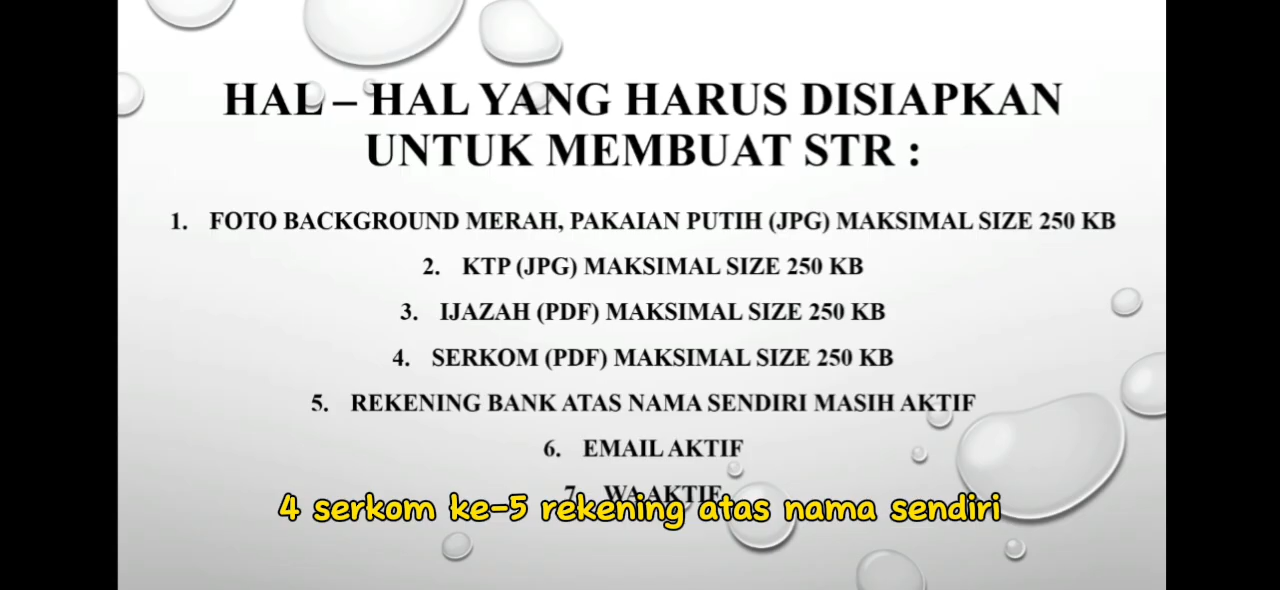 HAL – HAL YANG HARUS DISIAPKAN
UNTUK MEMBUAT STR :
1. FOTO BACKGROUND MERAH, PAKAIAN PUTIH (JPG) MAKSIMAL SIZE 250 KB
2. KTP (JPG) MAKSIMAL SIZE 250 KB
3. IJAZAH (PDF) MAKSIMAL SIZE 250 KB
4. SERKOM (PDF) MAKSIMAL SIZE 250 KB
5. REKENING BANK ATAS NAMA SENDIRI MASIH AKTIF
6. EMAIL AKTIF
7. WA AKTIF
4 serkom ke-5 rekening atas nama sendiri